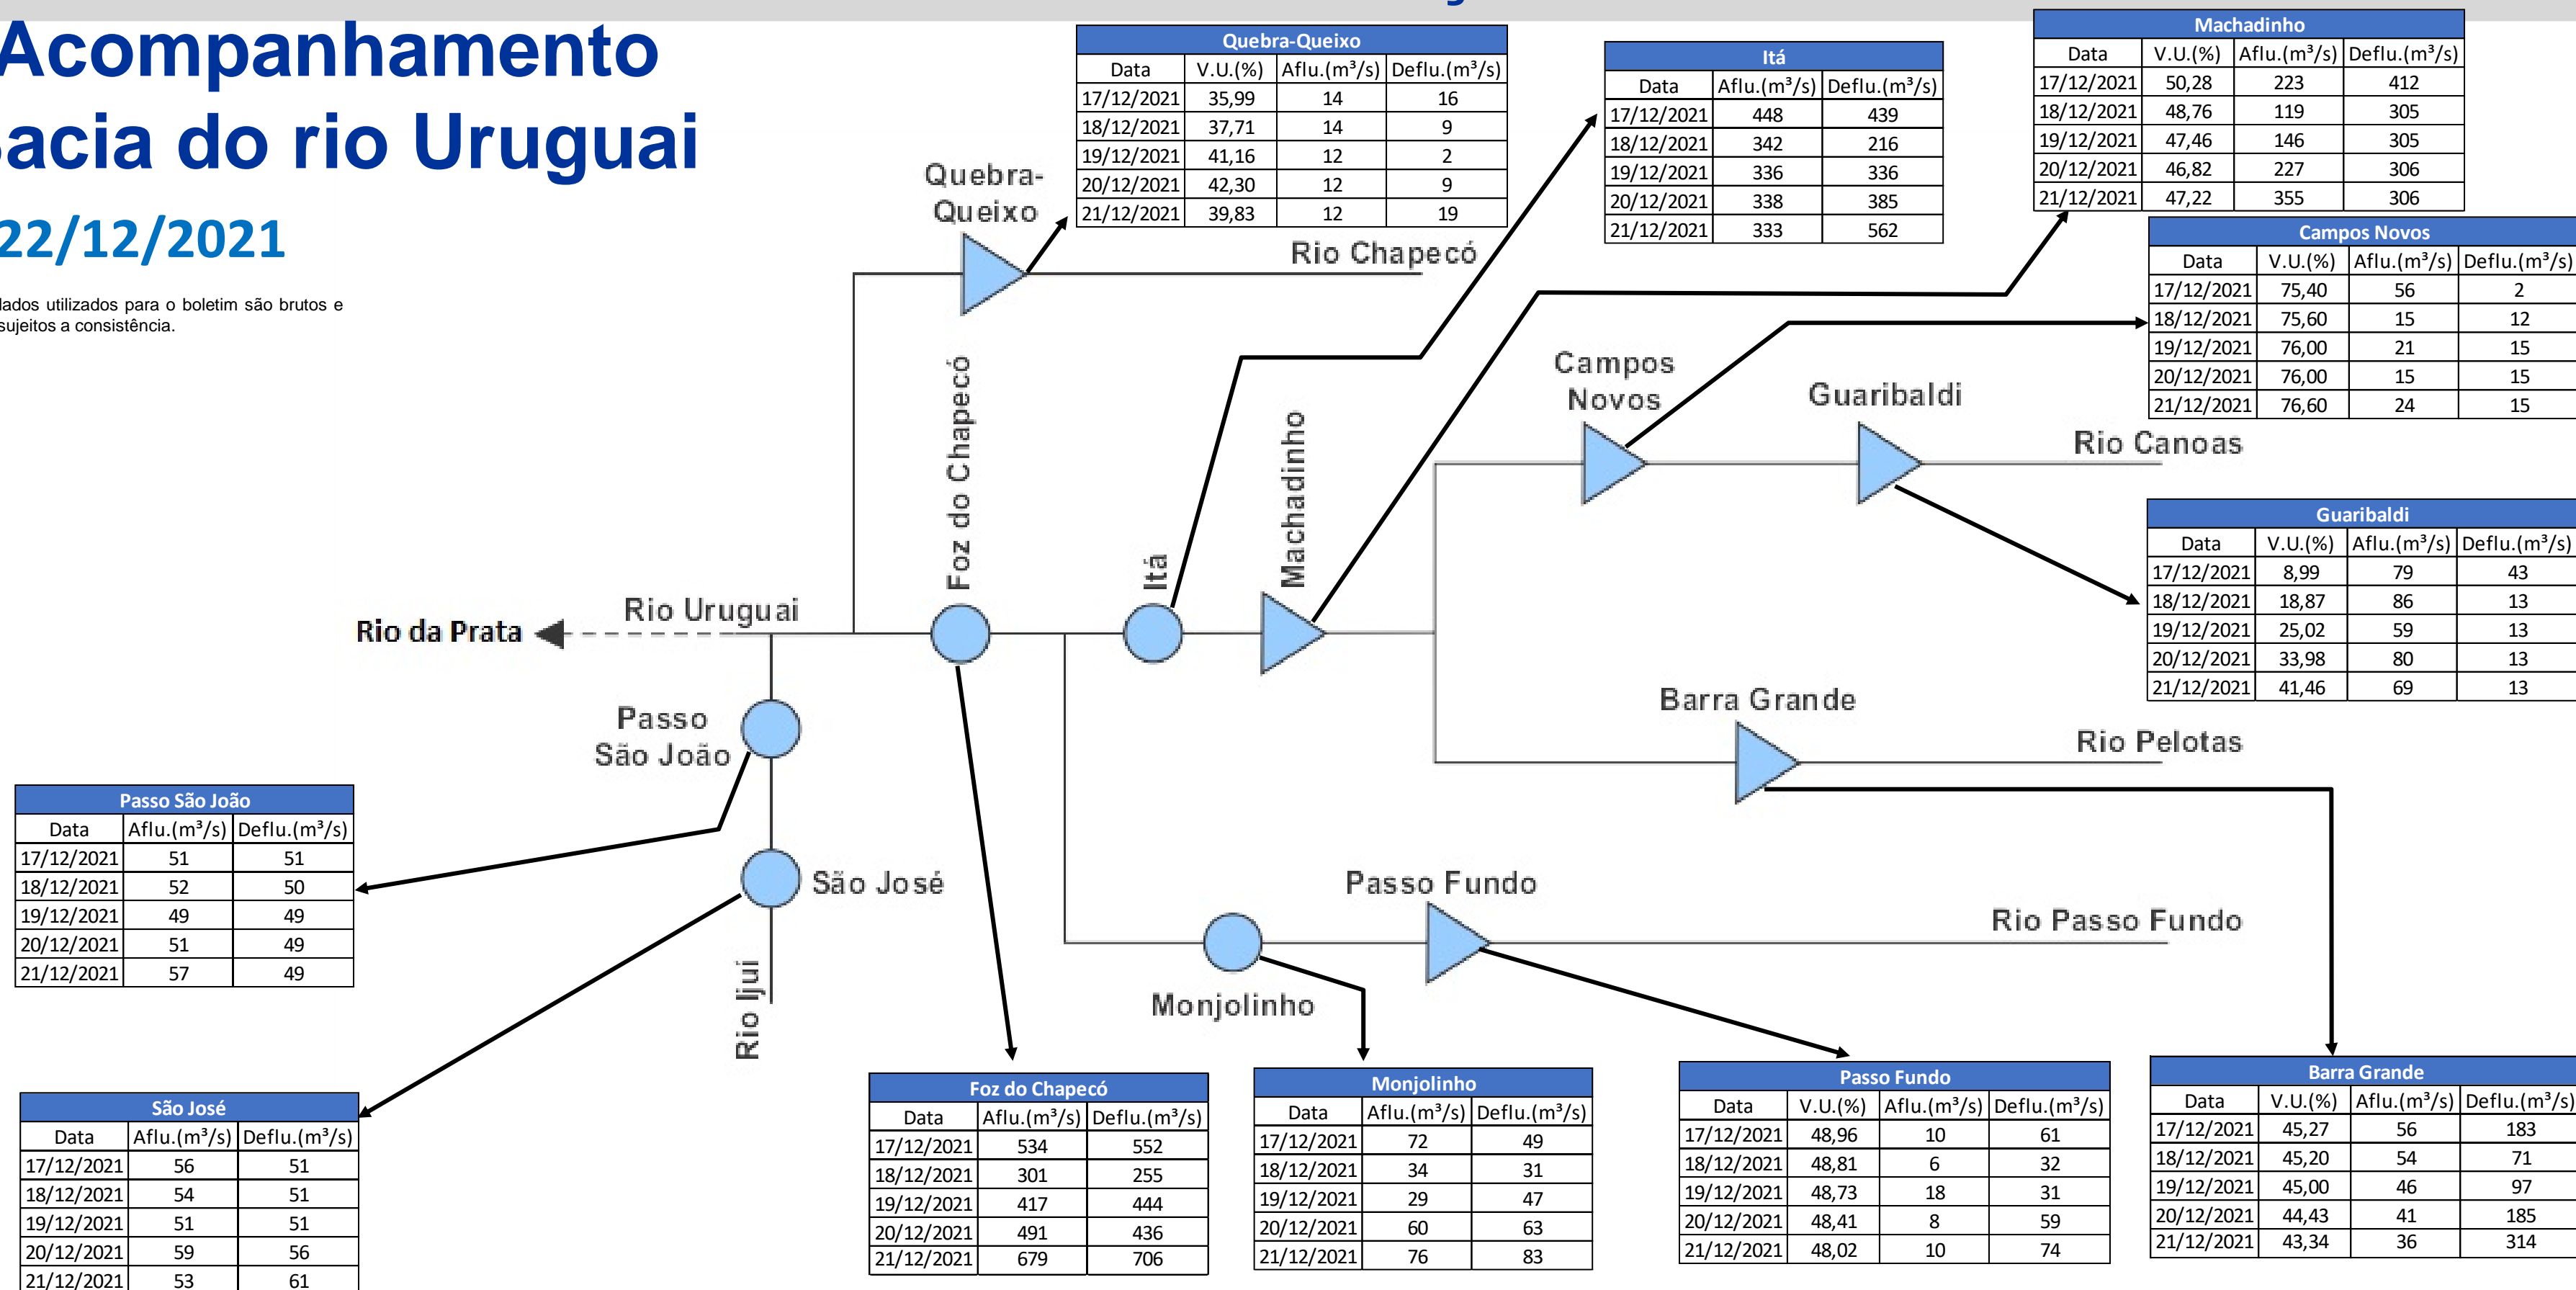 Acompanhamento
Bacia do rio Uruguai
22/12/2021
dados utilizados para o boletim são brutos e
sujeitos a consistência.
Quebra-Queixo
Data V.U.(%) Aflu.(m³/s) Deflu.(m³/s)
17/12/2021 35,99 14 16
18/12/2021 37,71 14 9
19/12/2021 41,16 12 2
20/12/2021 42,30 12 9
21/12/2021 39,83 12 19
Itá
Data Aflu.(m³/s) Deflu.(m³/s)
17/12/2021 448 439
18/12/2021 342 216
19/12/2021 336 336
20/12/2021 338 385
21/12/2021 333 562
Machadinho
Data V.U.(%) Aflu.(m³/s) Deflu.(m³/s)
17/12/2021 50,28 223 412
18/12/2021 48,76 119 305
19/12/2021 47,46 146 305
20/12/2021 46,82 227 306
21/12/2021 47,22 355 306
Campos Novos
Data V.U.(%) Aflu.(m³/s) Deflu.(m³/s)
17/12/2021 75,40 56 2
18/12/2021 75,60 15 12
19/12/2021 76,00 21 15
20/12/2021 76,00 15 15
21/12/2021 76,60 24 15
Quebra-
Queixo
Rio Chapecó
Foz do Chapecó
Itá
Machadinho
Campos
Novos
Guaribaldi
Rio Canoas
Guaribaldi
Data V.U.(%) Aflu.(m³/s) Deflu.(m³/s)
17/12/2021 8,99 79 43
18/12/2021 18,87 86 13
19/12/2021 25,02 59 13
20/12/2021 33,98 80 13
21/12/2021 41,46 69 13
Rio da Prata
Rio Uruguai
Passo
São João
São José
Rio Ijui
Barra Grande
Rio Pelotas
Passo Fundo
Rio Passo Fundo
Monjolinho
Passo São João
Data Aflu.(m³/s) Deflu.(m³/s)
17/12/2021 51 51
18/12/2021 52 50
19/12/2021 49 49
20/12/2021 51 49
21/12/2021 57 49
São José
Data Aflu.(m³/s) Deflu.(m³/s)
17/12/2021 56 51
18/12/2021 54 51
19/12/2021 51 51
20/12/2021 59 56
21/12/2021 53 61
Foz do Chapecó
Data Aflu.(m³/s) Deflu.(m³/s)
17/12/2021 534 552
18/12/2021 301 255
19/12/2021 417 444
20/12/2021 491 436
21/12/2021 679 706
Monjolinho
Data Aflu.(m³/s) Deflu.(m³/s)
17/12/2021 72 49
18/12/2021 34 31
19/12/2021 29 47
20/12/2021 60 63
21/12/2021 76 83
Passo Fundo
Data V.U.(%) Aflu.(m³/s) Deflu.(m³/s)
17/12/2021 48,96 10 61
18/12/2021 48,81 6 32
19/12/2021 48,73 18 31
20/12/2021 48,41 8 59
21/12/2021 48,02 10 74
Barra Grande
Data V.U.(%) Aflu.(m³/s) Deflu.(m³/s)
17/12/2021 45,27 56 183
18/12/2021 45,20 54 71
19/12/2021 45,00 46 97
20/12/2021 44,43 41 185
21/12/2021 43,34 36 314